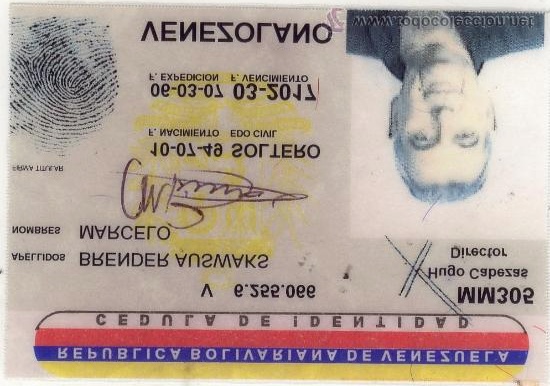 REPUBLICA BOLIVARIANA DE VENEZUELA
CEDULA DE IDENTIDAD
V 6.255.066
MM305
APELLIDOS BRENDER AUSWAKS
Hugo Cabezas
Director
NOMBRES MARCELO
FIRMA TITULAR
10-07-49 SOLTERO
F. NACIMIENTO EDO CIVIL
06-03-07 03-2017
F. EXPEDICION F. VENCIMIENTO
VENEZOLANO
www.todocoleccion.net